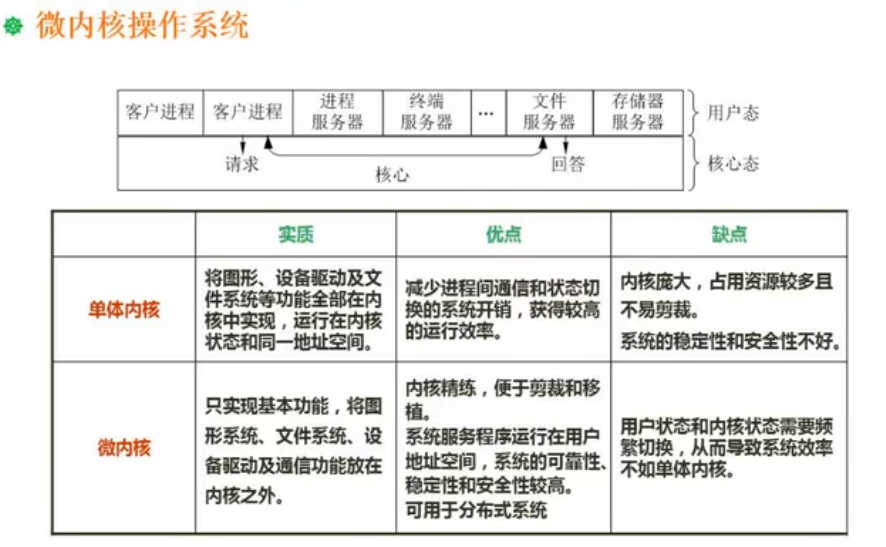 微内核操作系统
客户进程 客户进程 进程服务器 终端服务器 ... 文件服务器 存储器服务器 用户态
请求 回答 核心态
核心
实质 优点 缺点
单体内核
将图形、设备驱动及文
件系统等功能全部在内
核中实现，运行在内核
状态和同一地址空间。
减少进程间通信和状态切
换的系统开销，获得较高
的运行效率。
内核庞大，占用资源较多且
不易剪裁。
系统的稳定性和安全性不好。
微内核
只实现基本功能，将图
形系统、文件系统、设
备驱动及通信功能放在
内核之外。
内核精练，便于剪裁和移
植。
系统服务程序运行在用户
地址空间，系统的可靠性、
稳定性和安全性较高。
可用于分布式系统
用户状态和内核状态需要频
繁切换，从而导致系统效率
不如单体内核。